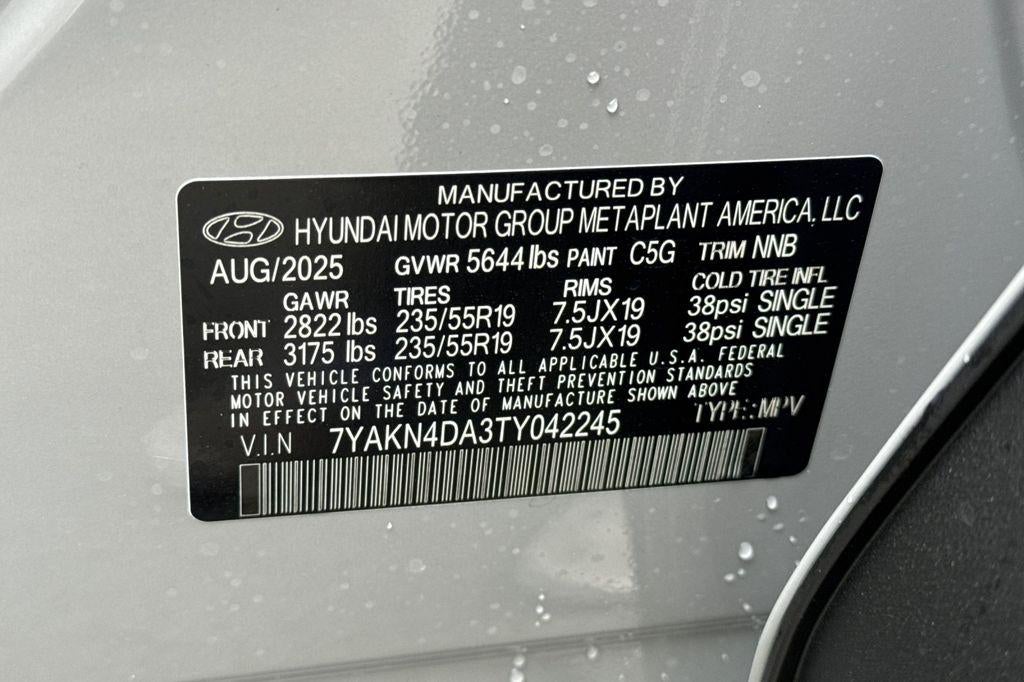 MANUFACTURED BY
HYUNDAI MOTOR GROUP METAPLANT AMERICA, LLC
AUG/2025 GVWR 5644 lbs PAINT C5G TRIM NNB
GAWR TIRES RIMS COLD TIRE INFL
FRONT 2822 lbs 235/55R19 7.5JX19 38psi SINGLE
REAR 3175 lbs 235/55R19 7.5JX19 38psi SINGLE
THIS VEHICLE CONFORMS TO ALL APPLICABLE U.S.A. FEDERAL
MOTOR VEHICLE SAFETY AND THEFT PREVENTION STANDARDS
IN EFFECT ON THE DATE OF MANUFACTURE SHOWN ABOVE
V.I.N 7YAKN4DA3TY042245 TYPE: MPV